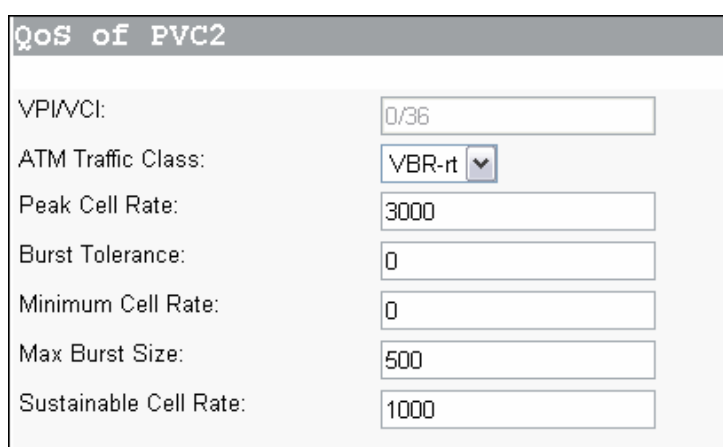 QoS of PVC2
VPI/VCI: 0/36
ATM Traffic Class: VBR-rt
Peak Cell Rate: 3000
Burst Tolerance: 0
Minimum Cell Rate: 0
Max Burst Size: 500
Sustainable Cell Rate: 1000